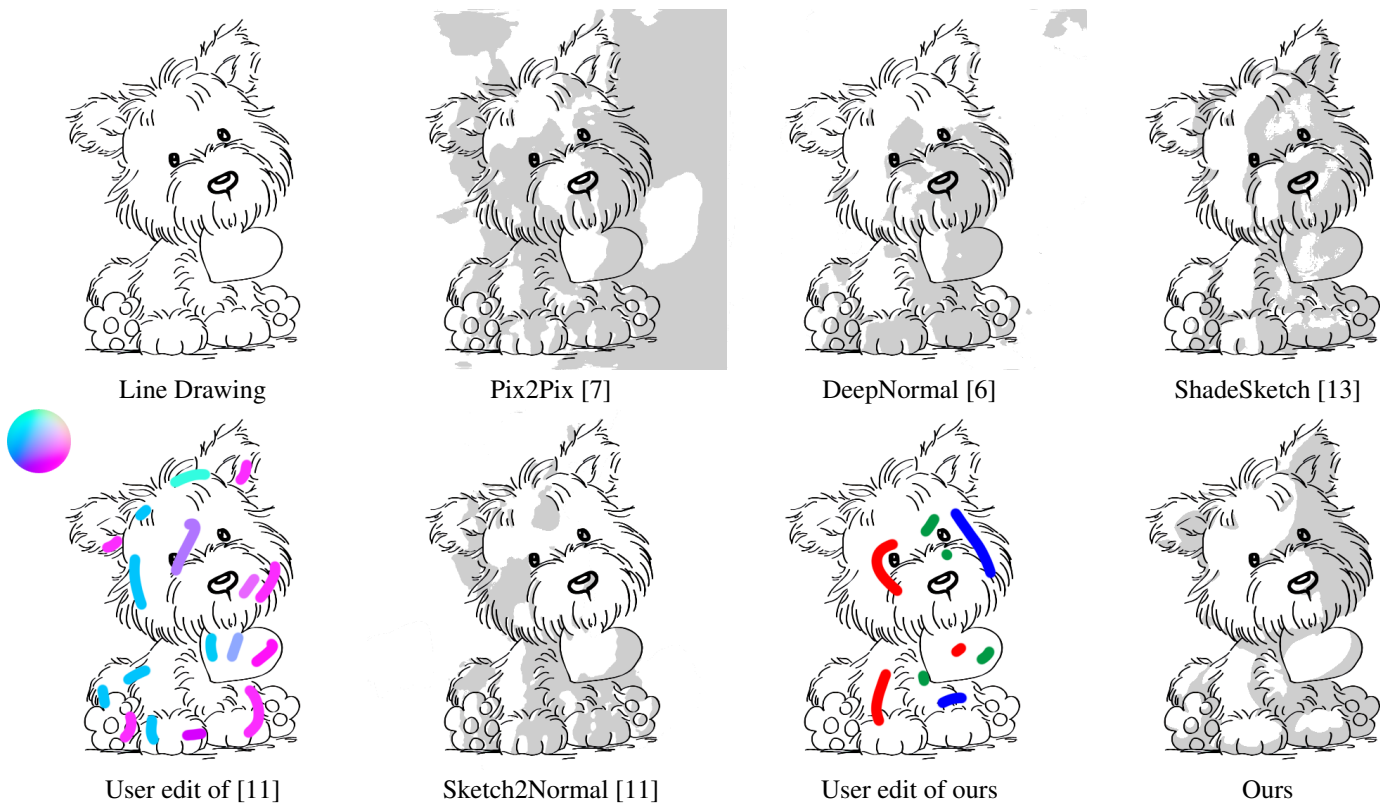 Line Drawing
Pix2Pix [7]
DeepNormal [6]
ShadeSketch [13]
User edit of [11]
Sketch2Normal [11]
User edit of ours
Ours